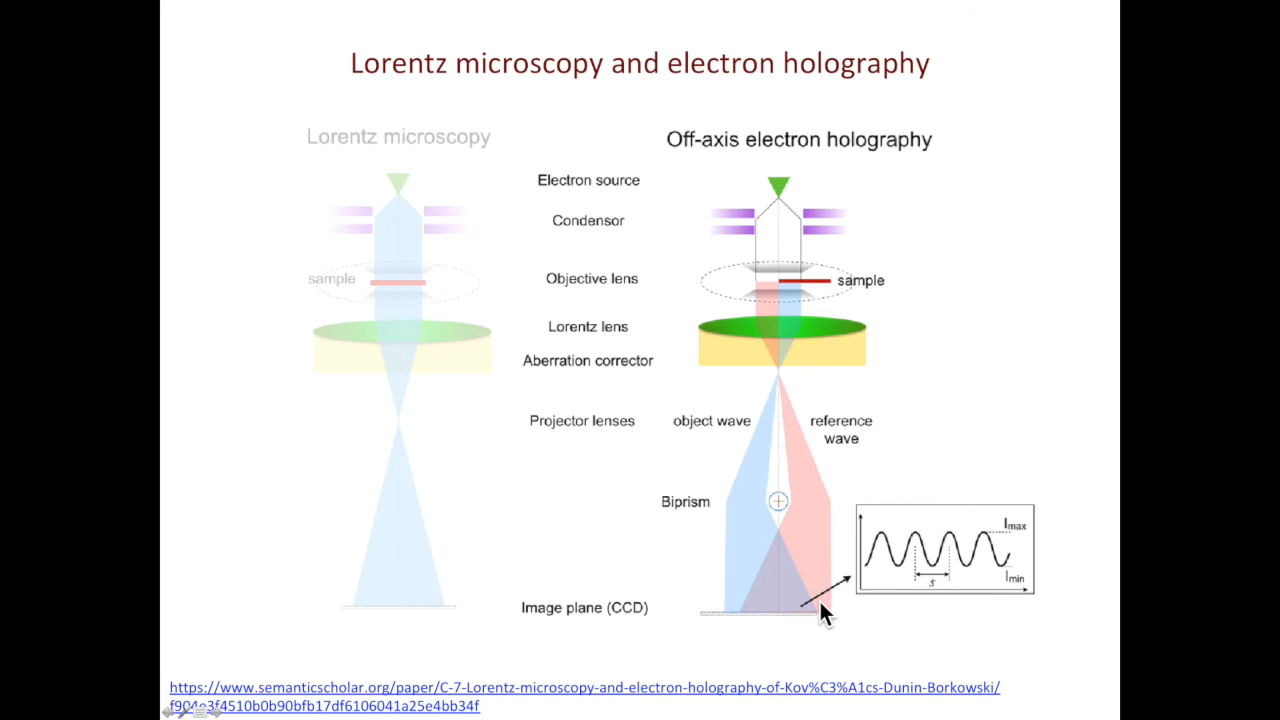 Lorentz microscopy and electron holography
Lorentz microscopy
Off-axis electron holography
Electron source
Condensor
sample
Objective lens
sample
Lorentz lens
Aberration corrector
Projector lenses
object wave
reference
wave
Biprism
Imax
s
Imin
Image plane (CCD)
https://www.semanticscholar.org/paper/C-7-Lorentz-microscopy-and-electron-holography-of-Kov%C3%A1cs-Dunin-Borkowski/
f904e3f4510b0b90bfb17df6106041a25e4bb34f